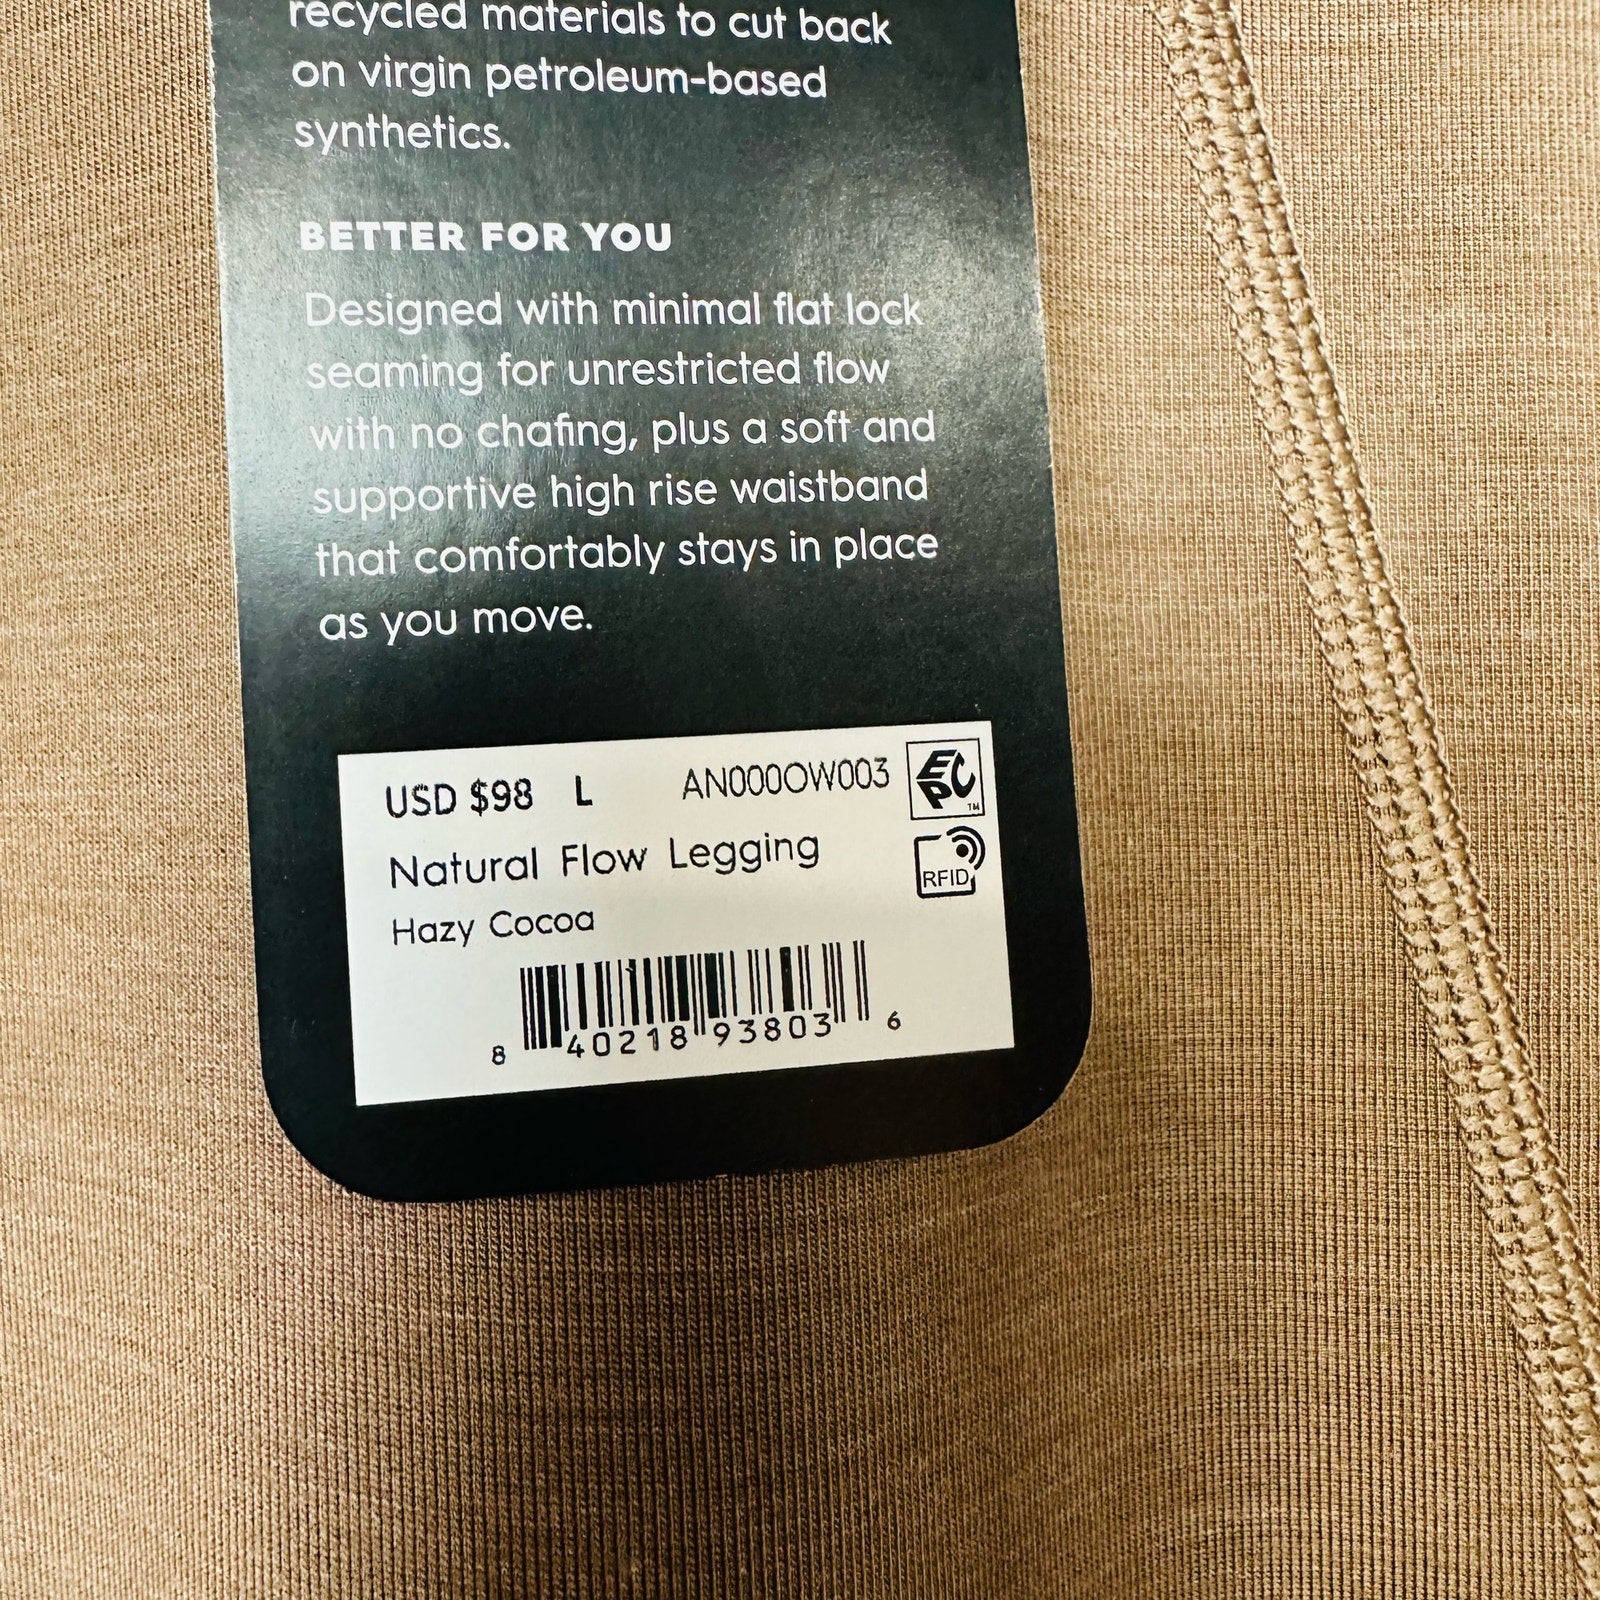 recycled materials to cut back
on virgin petroleum-based
synthetics.
BETTER FOR YOU
Designed with minimal flat lock
seaming for unrestricted flow
with no chafing, plus a soft and
supportive high rise waistband
that comfortably stays in place
as you move.
USD $98 L AN000OW003
EPC TM
Natural Flow Legging
RFID
Hazy Cocoa
8 40218 93803 6